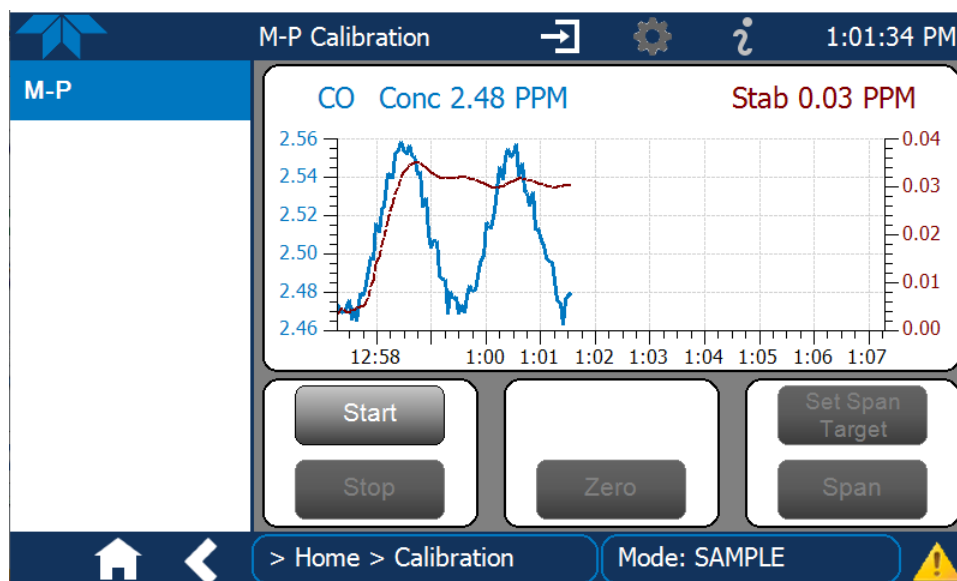 M-P Calibration
1:01:34 PM
M-P
CO Conc 2.48 PPM
Stab 0.03 PPM
2.56
2.54
2.52
2.50
2.48
2.46
0.04
0.03
0.02
0.01
0.00
12:58 1:00 1:01 1:02 1:03 1:04 1:05 1:06 1:07
Start
Stop
Zero
Set Span
Target
Span
> Home > Calibration
Mode: SAMPLE